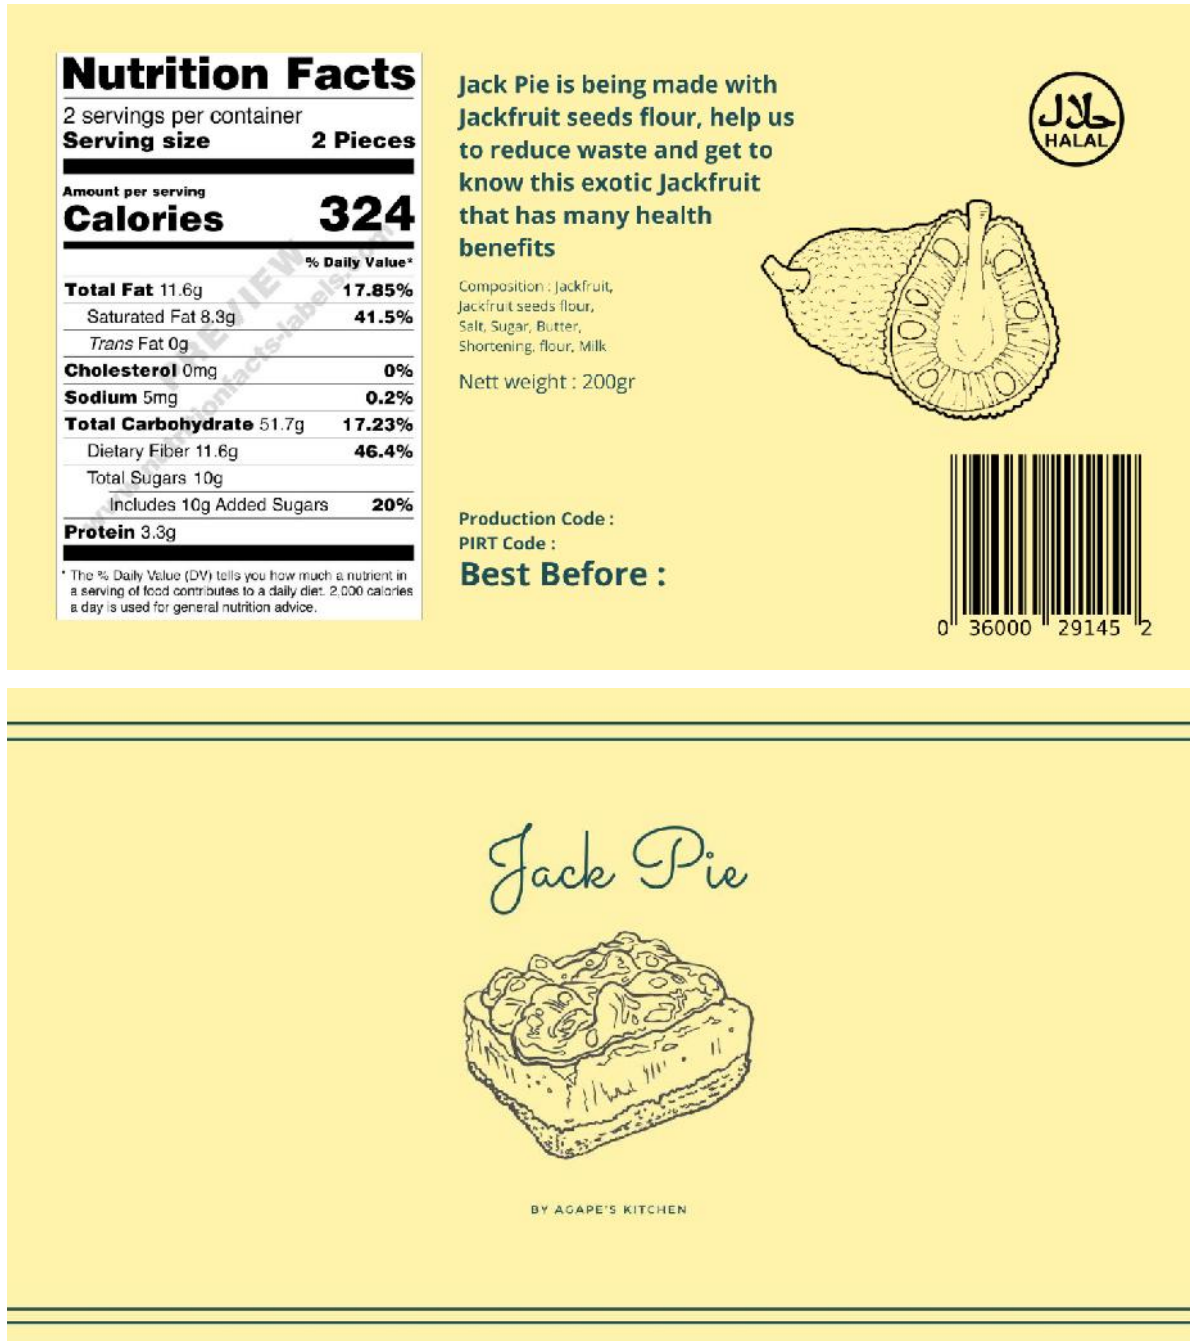 Nutrition Facts
2 servings per container
Serving size 2 Pieces
Amount per serving
Calories 324
% Daily Value*
Total Fat 11.6g 17.85%
Saturated Fat 8.3g 41.5%
Trans Fat 0g
Cholesterol 0mg 0%
Sodium 5mg 0.2%
Total Carbohydrate 51.7g 17.23%
Dietary Fiber 11.6g 46.4%
Total Sugars 10g
Includes 10g Added Sugars 20%
Protein 3.3g
* The % Daily Value (DV) tells you how much a nutrient in
a serving of food contributes to a daily diet. 2,000 calories
a day is used for general nutrition advice.
PREVIEW
www.nutritionfacts-labels.com
Jack Pie is being made with
Jackfruit seeds flour, help us
to reduce waste and get to
know this exotic Jackfruit
that has many health
benefits
Composition : Jackfruit,
Jackfruit seeds flour,
Salt, Sugar, Butter,
Shortening, flour, Milk
Nett weight : 200gr
Production Code :
PIRT Code :
Best Before :
حلال
HALAL
0 36000 29145 2
Jack Pie
BY AGAPE'S KITCHEN